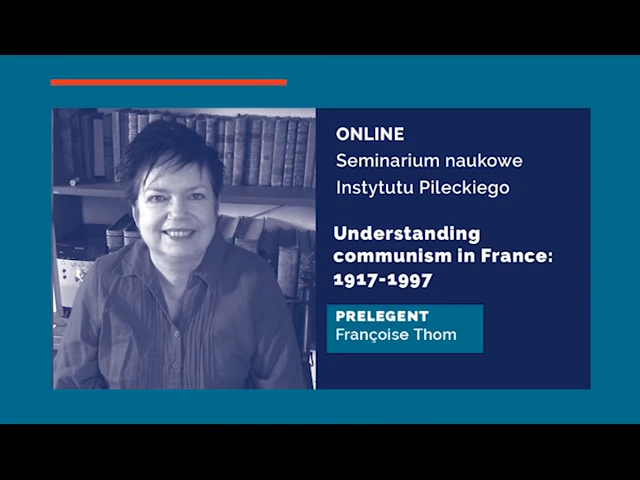 ONLINE
Seminarium naukowe
Instytutu Pileckiego
Understanding
communism in France:
1917-1997
PRELEGENT
Françoise Thom